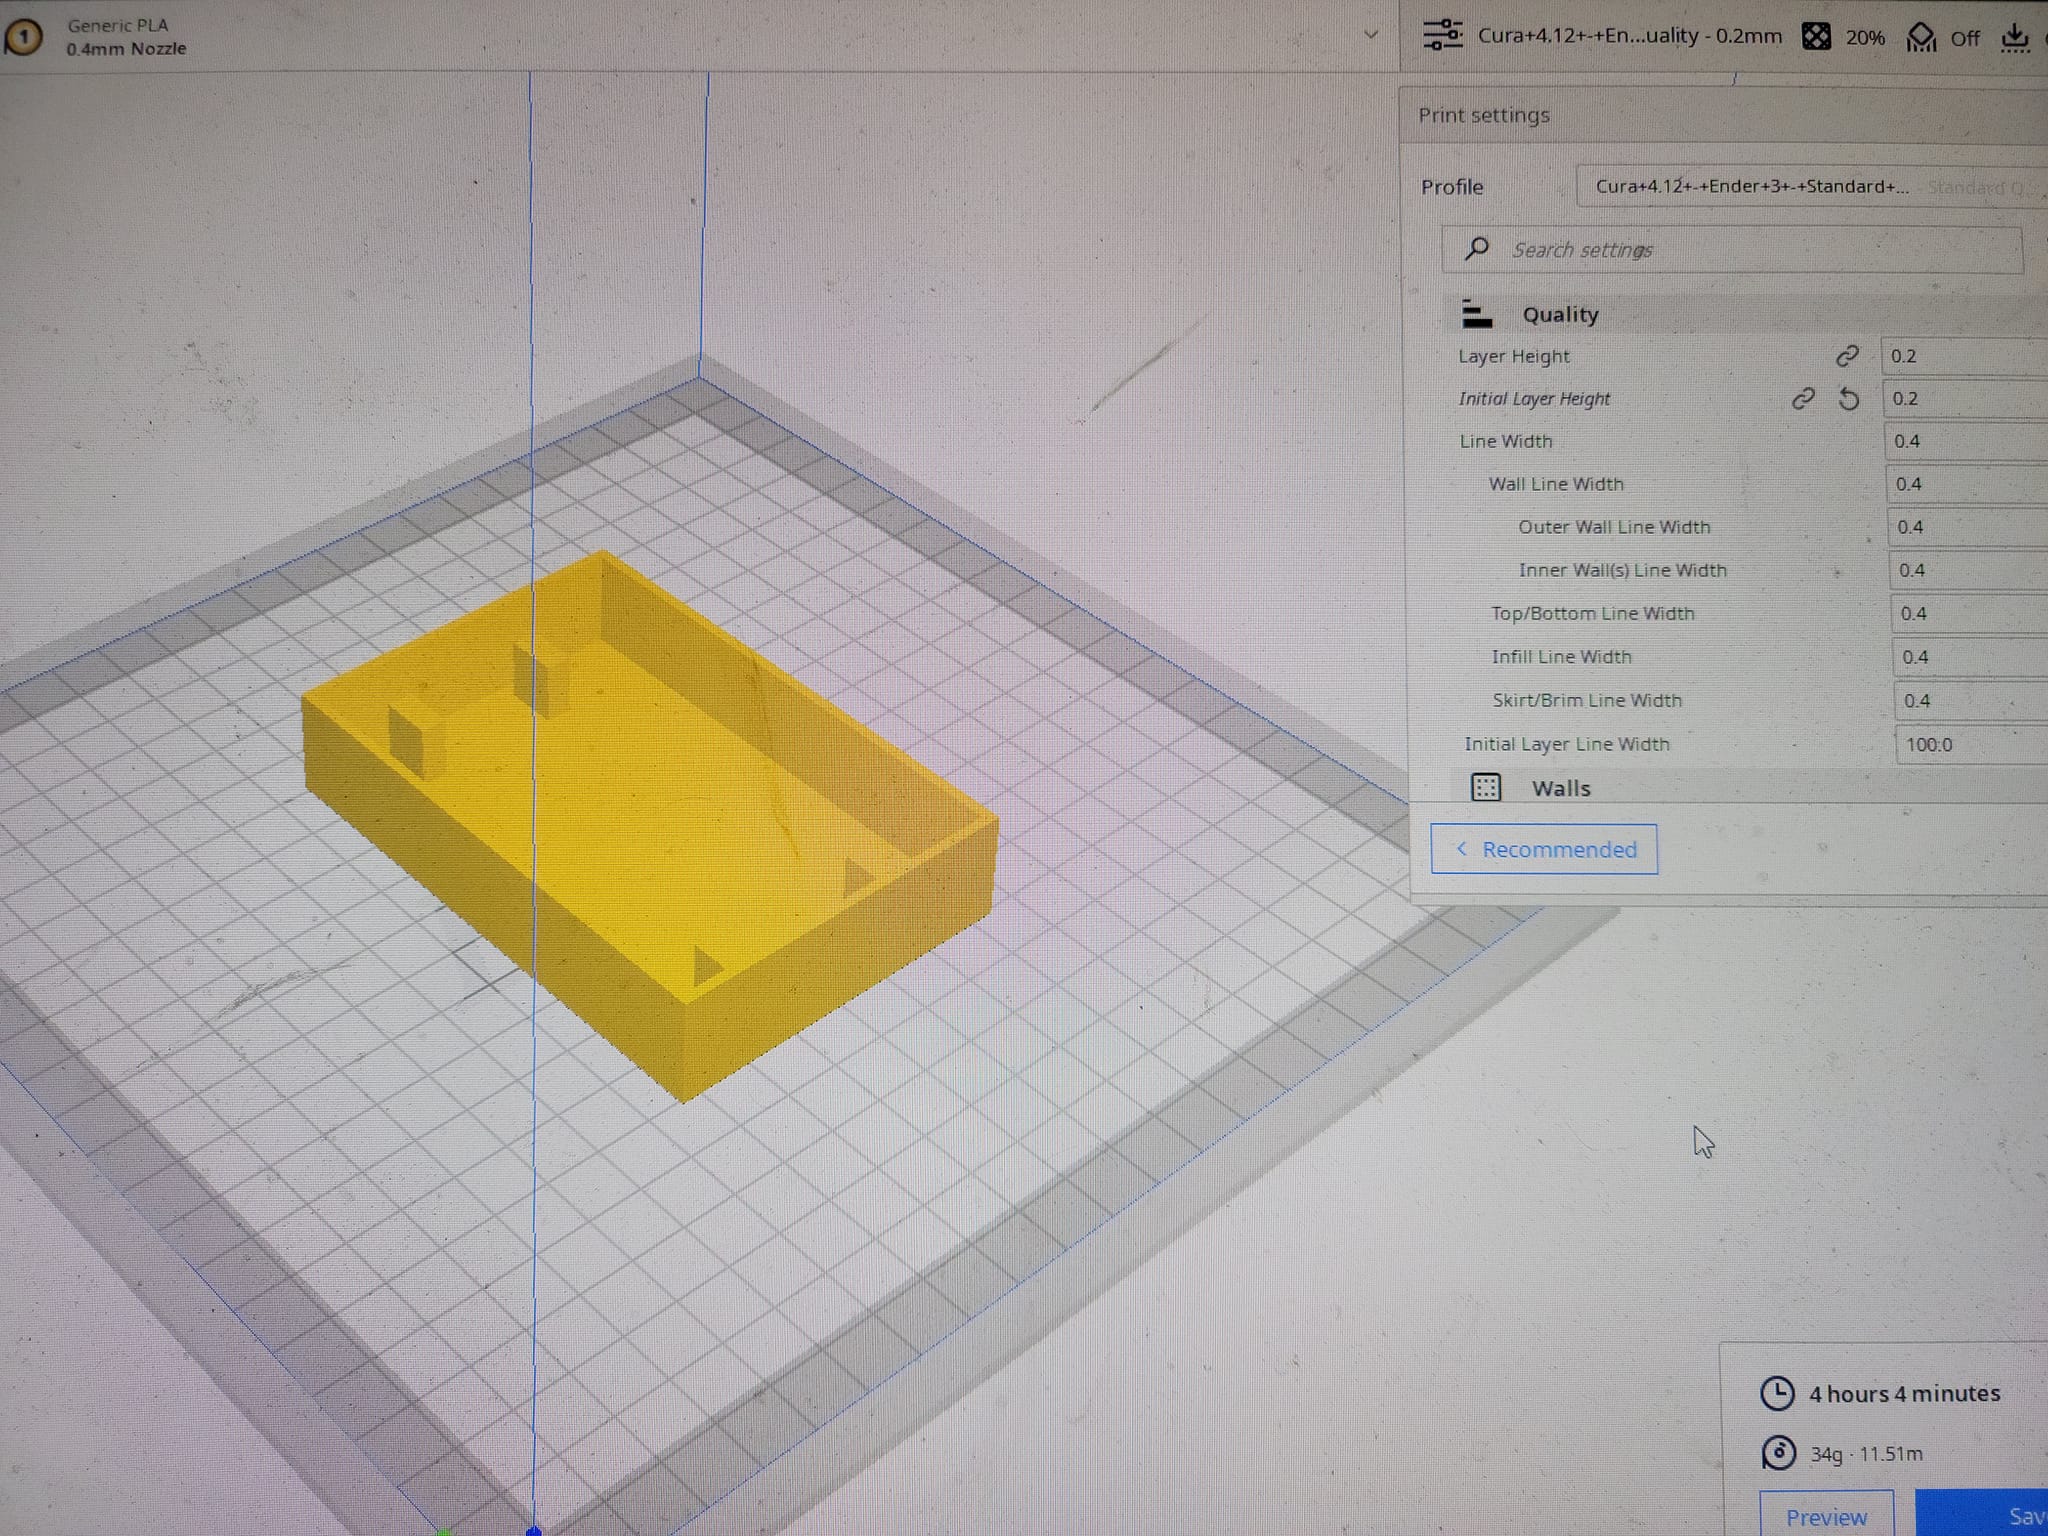 1
Generic PLA
0.4mm Nozzle
Cura+4.12+-+En...uality - 0.2mm
20%
Off
Print settings
Profile
Cura+4.12+-+Ender+3+-+Standard+... - Standard Q
Search settings
Quality
Layer Height
0.2
Initial Layer Height
0.2
Line Width
0.4
Wall Line Width
0.4
Outer Wall Line Width
0.4
Inner Wall(s) Line Width
0.4
Top/Bottom Line Width
0.4
Infill Line Width
0.4
Skirt/Brim Line Width
0.4
Initial Layer Line Width
100.0
Walls
Recommended
4 hours 4 minutes
34g · 11.51m
Preview
Sav